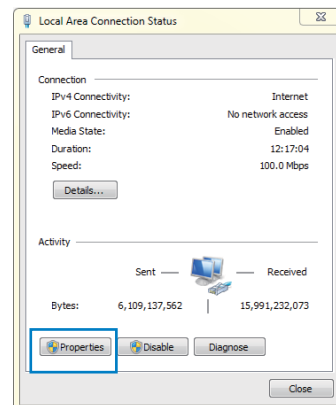 Local Area Connection Status
General
Connection
IPv4 Connectivity: Internet
IPv6 Connectivity: No network access
Media State: Enabled
Duration: 12:17:04
Speed: 100.0 Mbps
Details...
Activity
Sent Received
Bytes: 6,109,137,562 15,991,232,073
Properties Disable Diagnose
Close